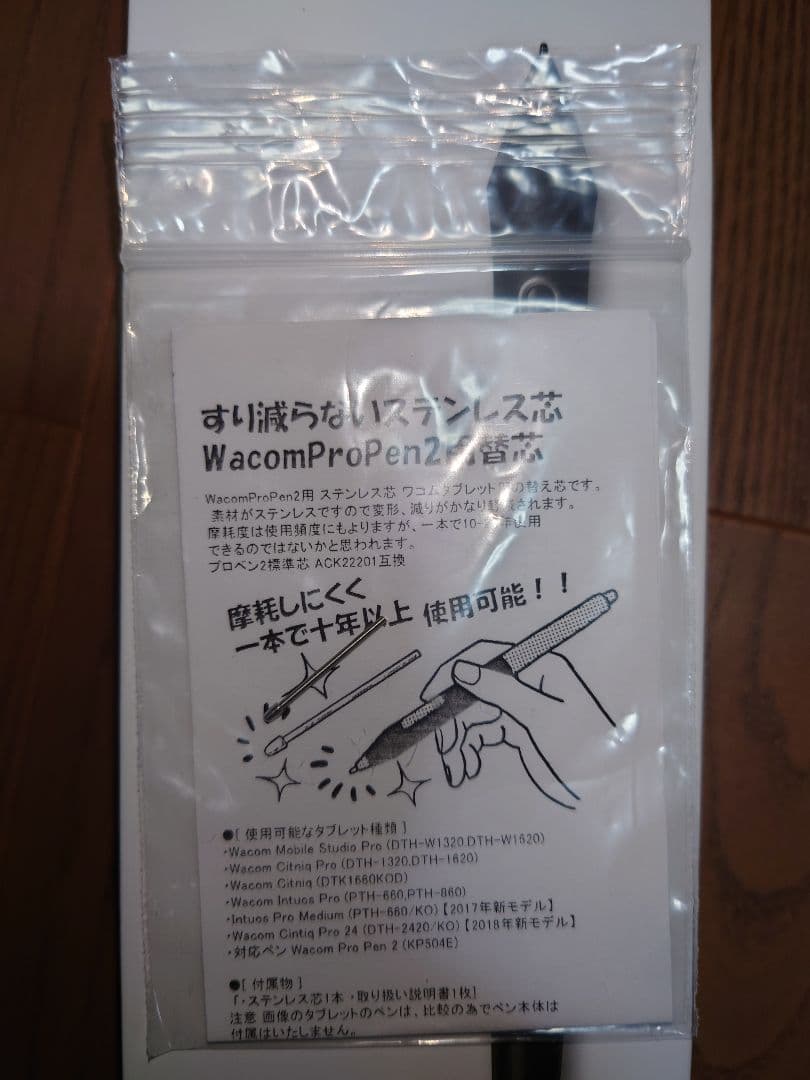 すり減らないステンレス芯
WacomProPen2用替芯
WacomProPen2用 ステンレス芯 ワコムタブレット の替え芯です。
素材がステンレスですので変形、減りがかなり軽減されます。
摩耗度は使用頻度にもよりますが、一本で10- 使用
できるのではないかと思われます。
プロペン2標準芯 ACK22201互換
摩耗しにくく
一本で十年以上 使用可能！！
●[ 使用可能なタブレット種類 ]
・Wacom Mobile Studio Pro (DTH-W1320,DTH-W1620)
・Wacom Citniq Pro (DTH-1320,DTH-1620)
・Wacom Citniq (DTK1660KOD)
・Wacom Intuos Pro (PTH-660,PTH-860)
・Intuos Pro Medium (PTH-660/KO)【2017年新モデル】
・Wacom Cintiq Pro 24 (DTH-2420/KO)【2018年新モデル】
・対応ペン Wacom Pro Pen 2 (KP504E)
●[ 付属物 ]
「・ステンレス芯1本 ・取り扱い説明書1枚]
注意 画像のタブレットのペンは、比較の為でペン本体は
付属はいたしません。